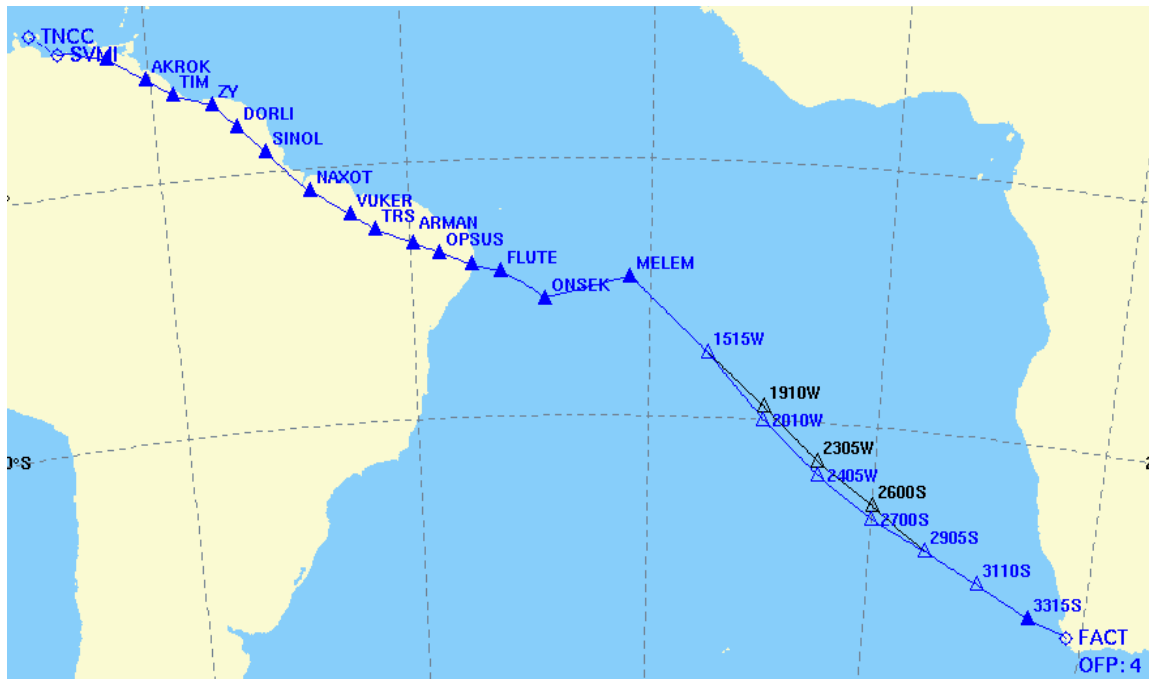 TNCC
SVMI
AKROK
TIM
ZY
DORLI
SINOL
NAXOT
VUKER
TRS
ARMAN
OPSUS
FLUTE
ONSEK
MELEM
1515W
1910W
2010W
2305W
2405W
2600S
2700S
2905S
3110S
3315S
FACT
OFP: 4
0°S